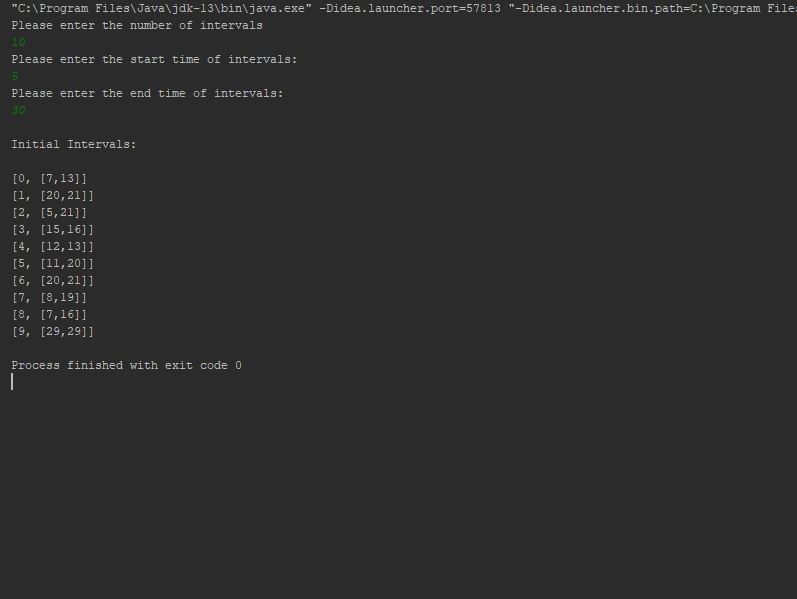 "C:\Program Files\Java\jdk-13\bin\java.exe" -Didea.launcher.port=57813 "-Didea.launcher.bin.path=C:\Program Files
Please enter the number of intervals
10
Please enter the start time of intervals:
5
Please enter the end time of intervals:
30
Initial Intervals:
[0, [7,13]]
[1, [20,21]]
[2, [5,21]]
[3, [15,16]]
[4, [12,13]]
[5, [11,20]]
[6, [20,21]]
[7, [8,19]]
[8, [7,16]]
[9, [29,29]]
Process finished with exit code 0